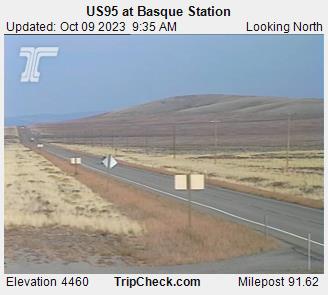 US95 at Basque Station
Updated: Oct 09 2023 9:35 AM Looking North
Elevation 4460 TripCheck.com Milepost 91.62